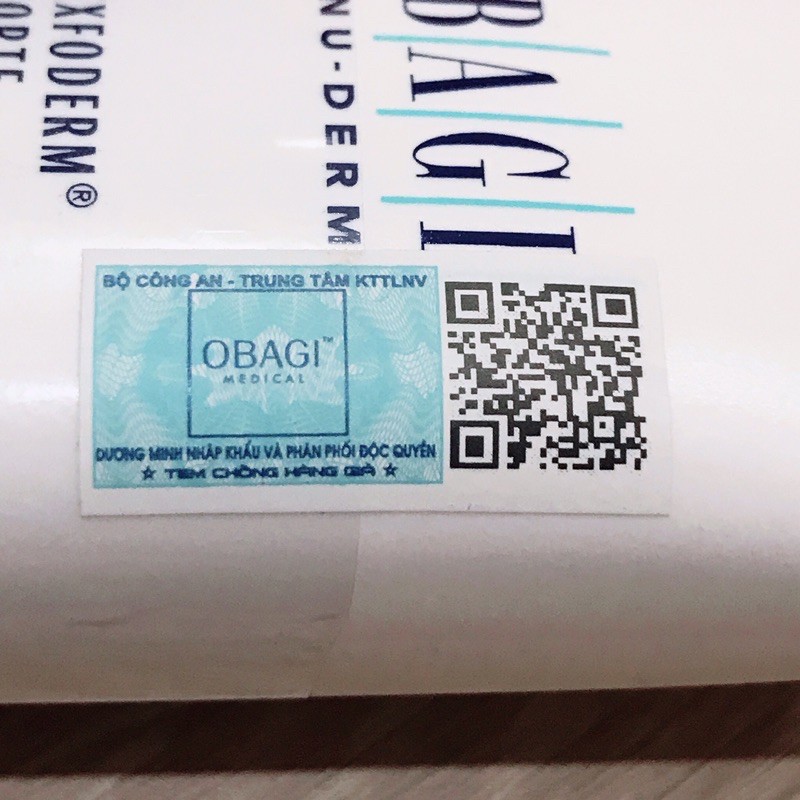 BAGI
NU-DERM
XFODERM®
ORTE
BỘ CÔNG AN - TRUNG TÂM KTTLNV
OBAGI™
MEDICAL
DƯƠNG MINH NHẬP KHẨU VÀ PHÂN PHỐI ĐỘC QUYỀN
★ TEM CHỐNG HÀNG GIẢ ★